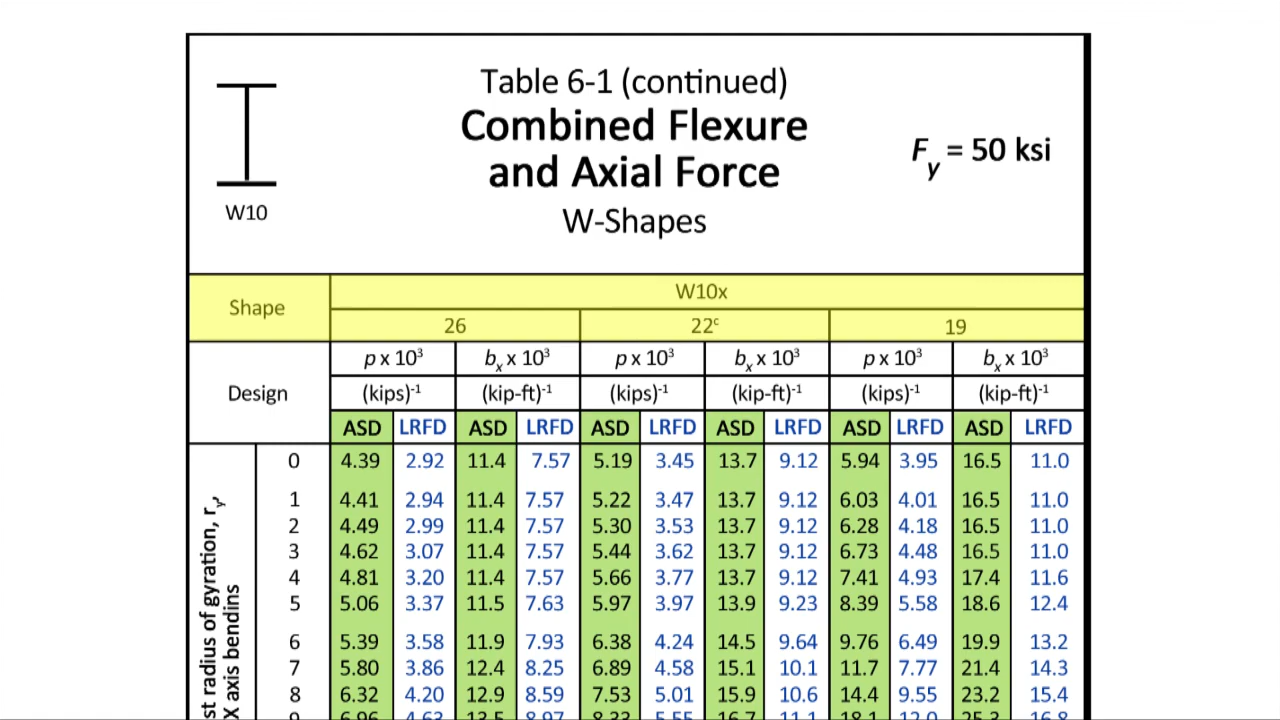 Table 6-1 (continued)
Combined Flexure
and Axial Force
W-Shapes
F y = 50 ksi
W10
Shape
W10x
26 22c 19
Design
p x 10³ bx x 10³ p x 10³ bx x 10³ p x 10³ bx x 10³
(kips)-1 (kip-ft)-1 (kips)-1 (kip-ft)-1 (kips)-1 (kip-ft)-1
ASD LRFD ASD LRFD ASD LRFD ASD LRFD ASD LRFD ASD LRFD
0 4.39 2.92 11.4 7.57 5.19 3.45 13.7 9.12 5.94 3.95 16.5 11.0
1 4.41 2.94 11.4 7.57 5.22 3.47 13.7 9.12 6.03 4.01 16.5 11.0
2 4.49 2.99 11.4 7.57 5.30 3.53 13.7 9.12 6.28 4.18 16.5 11.0
3 4.62 3.07 11.4 7.57 5.44 3.62 13.7 9.12 6.73 4.48 16.5 11.0
4 4.81 3.20 11.4 7.57 5.66 3.77 13.7 9.12 7.41 4.93 17.4 11.6
5 5.06 3.37 11.5 7.63 5.97 3.97 13.9 9.23 8.39 5.58 18.6 12.4
6 5.39 3.58 11.9 7.93 6.38 4.24 14.5 9.64 9.76 6.49 19.9 13.2
7 5.80 3.86 12.4 8.25 6.89 4.58 15.1 10.1 11.7 7.77 21.4 14.3
8 6.32 4.20 12.9 8.59 7.53 5.01 15.9 10.6 14.4 9.55 23.2 15.4
st radius of gyration, ry,
X axis bendins